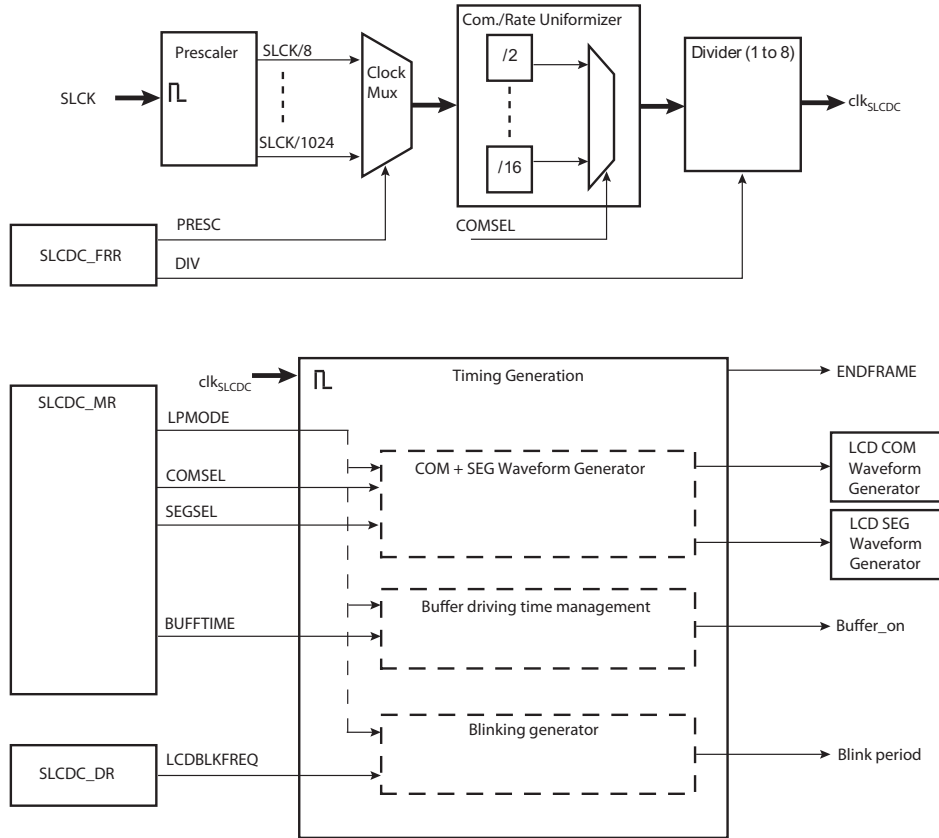 Com./Rate Uniformizer
Prescaler
SLCK/8
Clock
Mux
/2
Divider (1 to 8)
SLCK
clkSLCDC
SLCK/1024
/16
PRESC
COMSEL
SLCDC_FRR
DIV
clkSLCDC
Timing Generation
ENDFRAME
SLCDC_MR
LPMODE
COM + SEG Waveform Generator
LCD COM
Waveform
Generator
COMSEL
SEGSEL
LCD SEG
Waveform
Generator
Buffer driving time management
BUFFTIME
Buffer_on
Blinking generator
LCDBLKFREQ
Blink period
SLCDC_DR